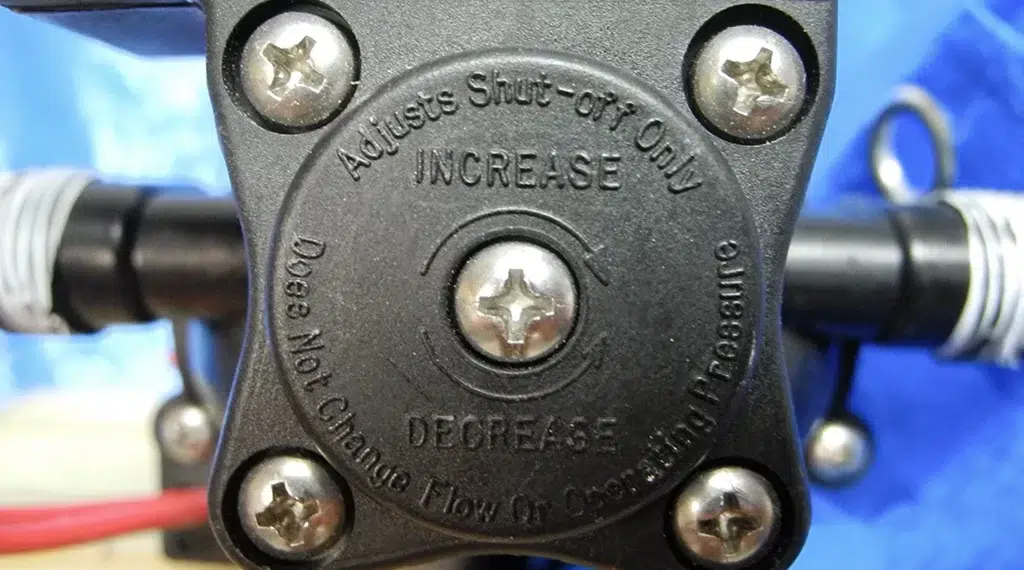 Adjusts Shut-off Only
INCREASE
DECREASE
Does Not Change Flow Or Operating Pressure